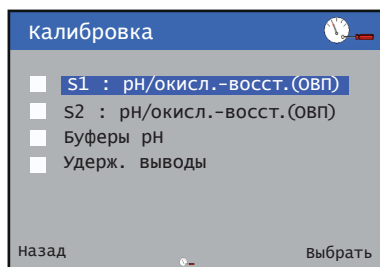 Калибровка
S1 : pH/окисл.-восст.(ОВП)
S2 : pH/окисл.-восст.(ОВП)
Буферы pH
Удерж. выводы
Назад
Выбрать